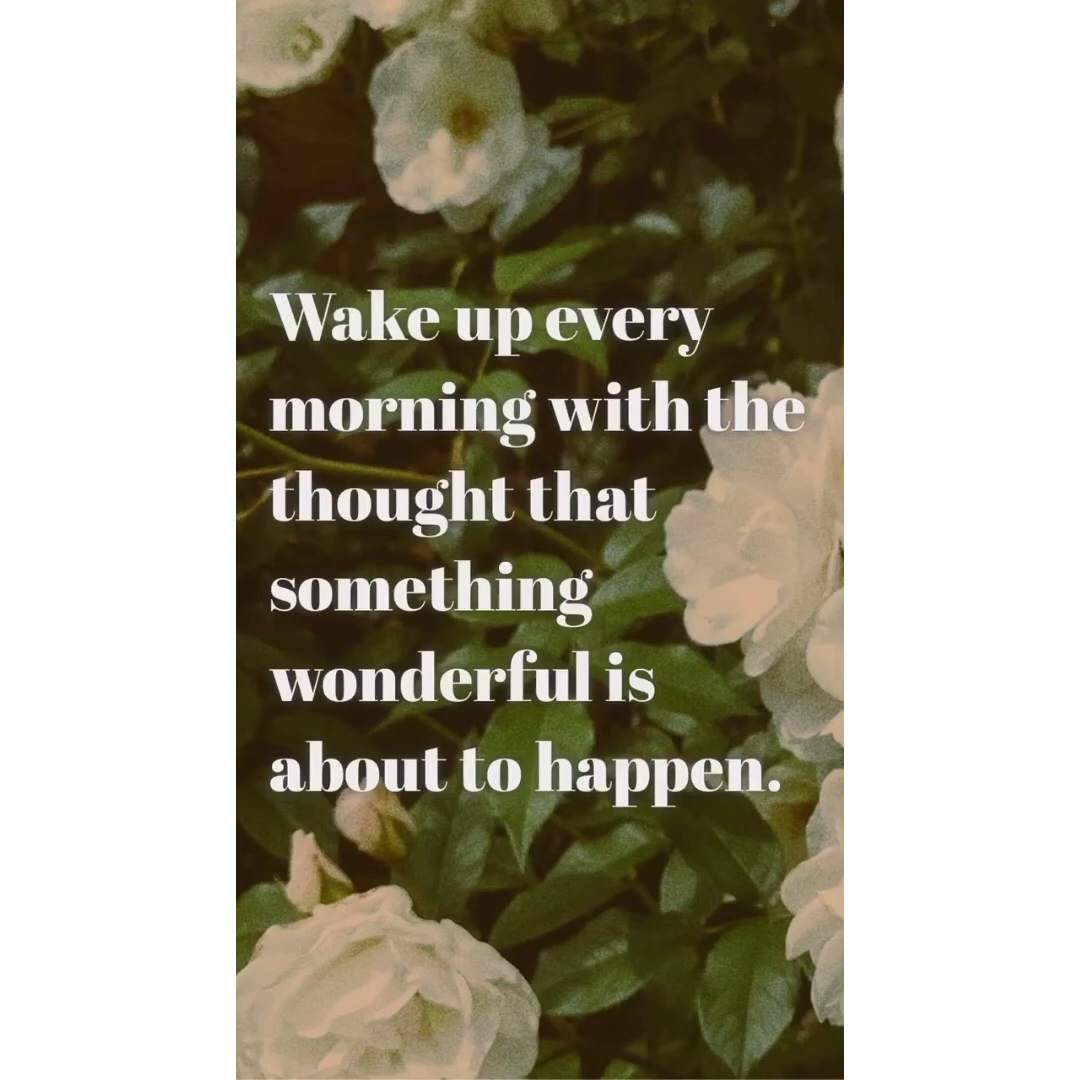 Wake up every
morning with the
thought that
something
wonderful is
about to happen.